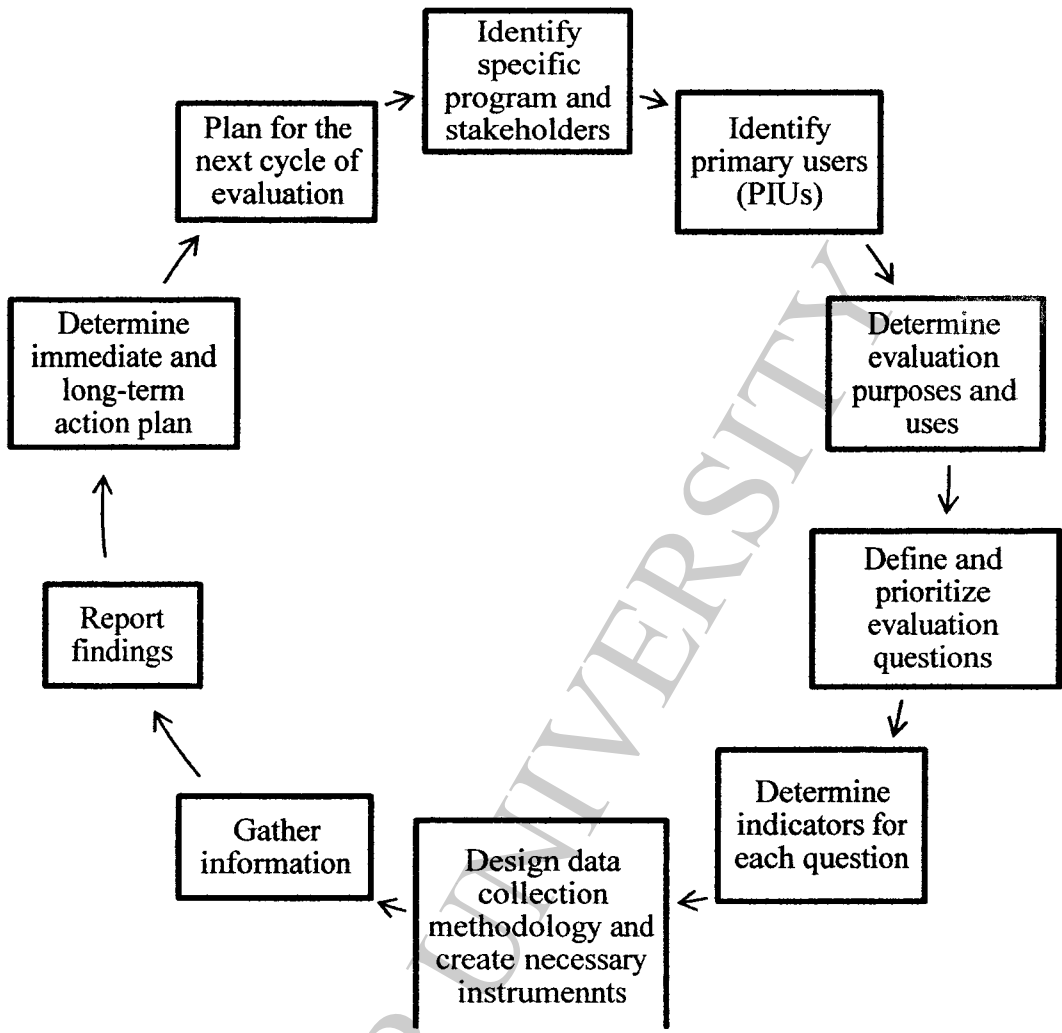 Identify
specific
program and
stakeholders
Identify
primary users
(PIUs)
Determine
evaluation
purposes and
uses
Define and
prioritize
evaluation
questions
Determine
indicators for
each question
Design data
collection
methodology and
create necessary
instrumennts
Gather
information
Report
findings
Determine
immediate and
long-term
action plan
Plan for the
next cycle of
evaluation
UNIVERSITY